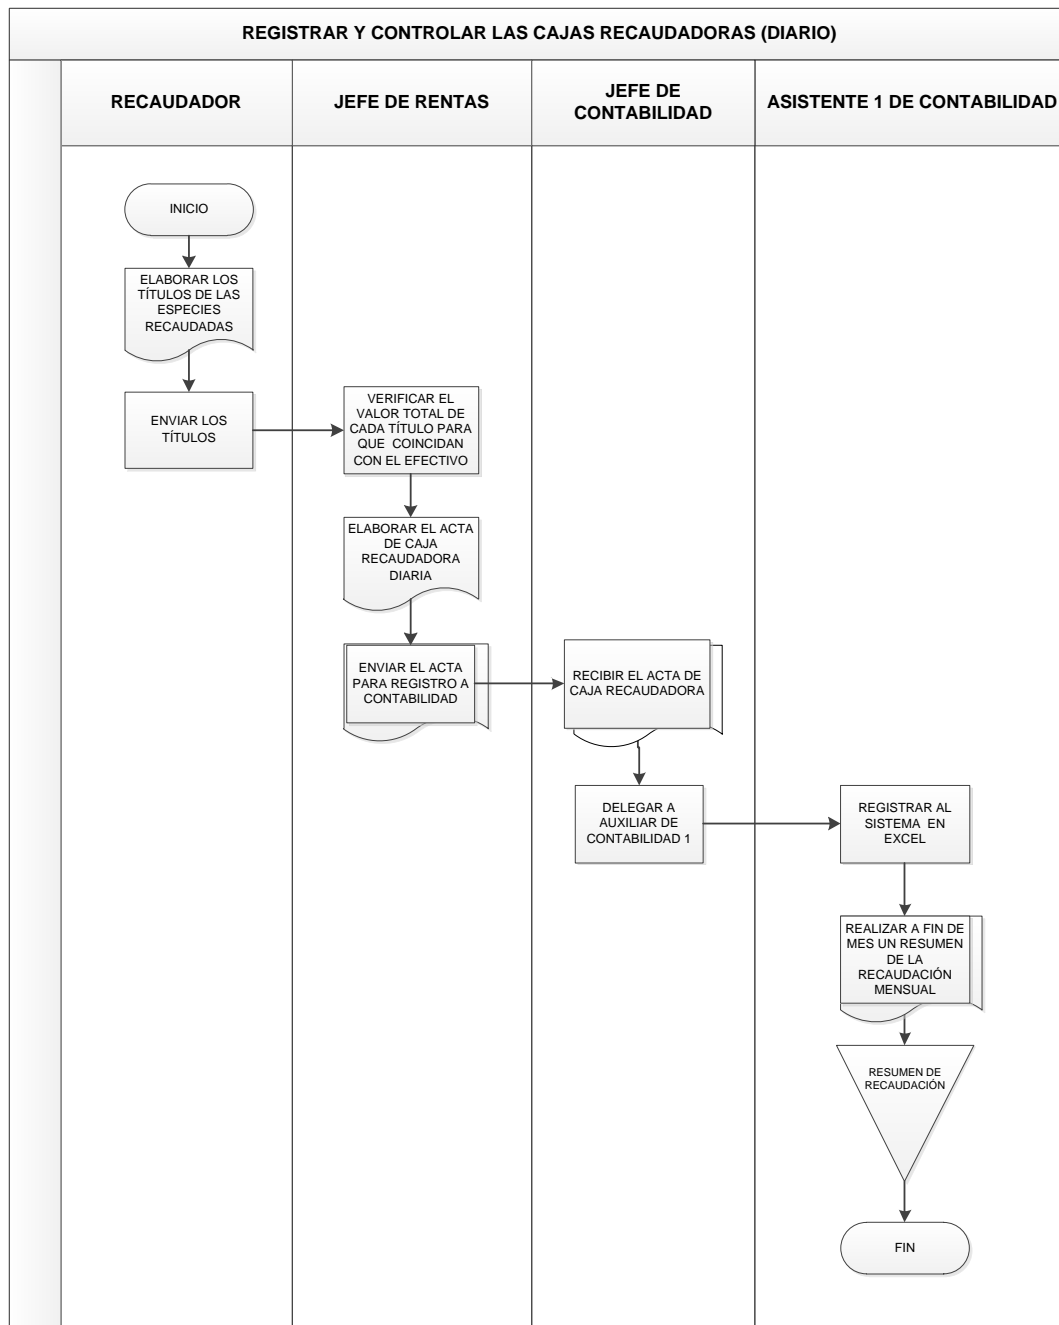 REGISTRAR Y CONTROLAR LAS CAJAS RECAUDADORAS (DIARIO)
RECAUDADOR
JEFE DE RENTAS
JEFE DE
CONTABILIDAD
ASISTENTE 1 DE CONTABILIDAD
INICIO
ELABORAR LOS
TÍTULOS DE LAS
ESPECIES
RECAUDADAS
ENVIAR LOS
TÍTULOS
VERIFICAR EL
VALOR TOTAL DE
CADA TÍTULO PARA
QUE COINCIDAN
CON EL EFECTIVO
ELABORAR EL ACTA
DE CAJA
RECAUDADORA
DIARIA
ENVIAR EL ACTA
PARA REGISTRO A
CONTABILIDAD
RECIBIR EL ACTA DE
CAJA RECAUDADORA
DELEGAR A
AUXILIAR DE
CONTABILIDAD 1
REGISTRAR AL
SISTEMA EN
EXCEL
REALIZAR A FIN DE
MES UN RESUMEN
DE LA
RECAUDACIÓN
MENSUAL
RESUMEN DE
RECAUDACIÓN
FIN